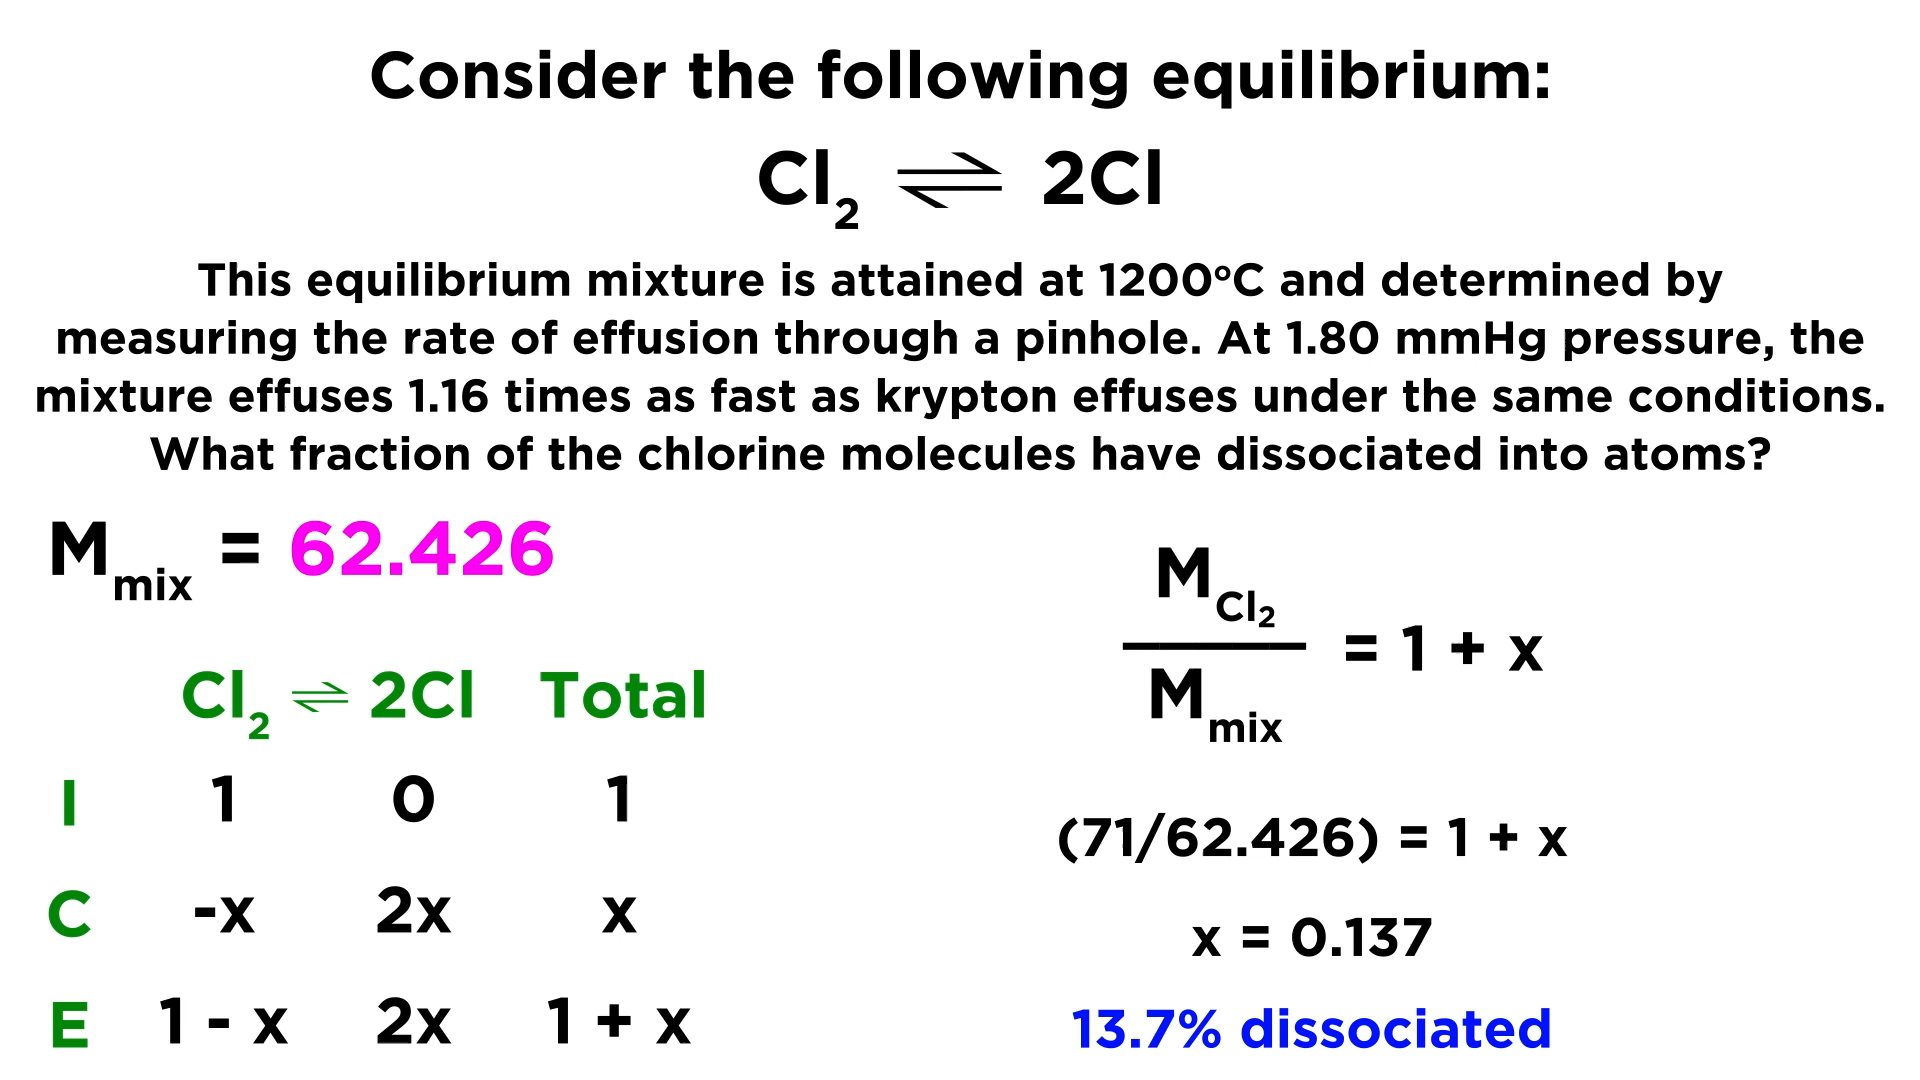 Consider the following equilibrium:
Cl₂ ⇌ 2Cl
This equilibrium mixture is attained at 1200°C and determined by
measuring the rate of effusion through a pinhole. At 1.80 mmHg pressure, the
mixture effuses 1.16 times as fast as krypton effuses under the same conditions.
What fraction of the chlorine molecules have dissociated into atoms?
M_mix = 62.426
Cl₂ ⇌ 2Cl Total
I 1 0 1
C -x 2x x
E 1 - x 2x 1 + x
M_Cl₂
M_mix
= 1 + x
(71/62.426) = 1 + x
x = 0.137
13.7% dissociated